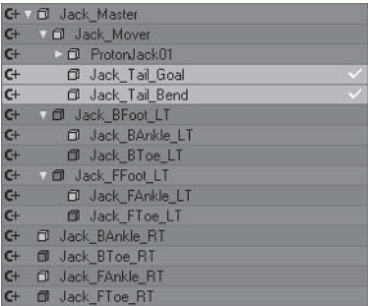 C+ Jack_Master
C+ Jack_Mover
C+ ProtonJack01
C+ Jack_Tail_Goal
C+ Jack_Tail_Bend
C+ Jack_BFoot_LT
C+ Jack_BAnkle_LT
C+ Jack_BToe_LT
C+ Jack_FFoot_LT
C+ Jack_FAnkle_LT
C+ Jack_FToe_LT
C+ Jack_BAnkle_RT
C+ Jack_BToe_RT
C+ Jack_FAnkle_RT
C+ Jack_FToe_RT